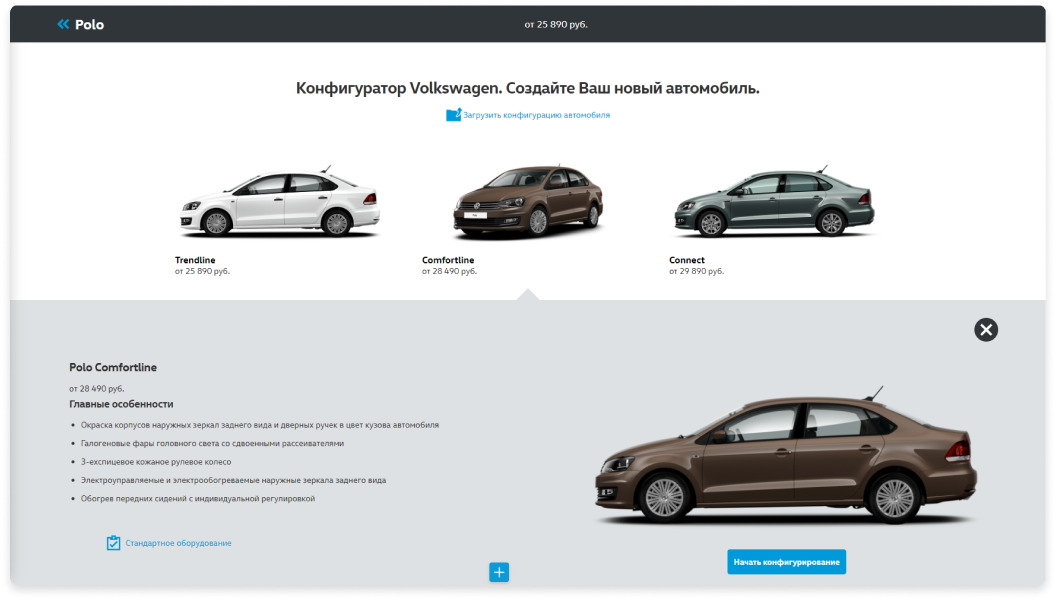 Polo
от 25 890 руб.
Конфигуратор Volkswagen. Создайте Ваш новый автомобиль.
Загрузить конфигурацию автомобиля
Trendline
от 25 890 руб.
Comfortline
от 28 490 руб.
Connect
от 29 890 руб.
Polo Comfortline
от 28 490 руб.
Главные особенности
• Окраска корпусов наружных зеркал заднего вида и дверных ручек в цвет кузова автомобиля
• Галогеновые фары головного света со сдвоенными рассеивателями
• 3-експицевое кожаное рулевое колесо
• Электроуправляемые и электрообогреваемые наружные зеркала заднего вида
• Обогрев передних сидений с индивидуальной регулировкой
Стандартное оборудование
Начать конфигурирование